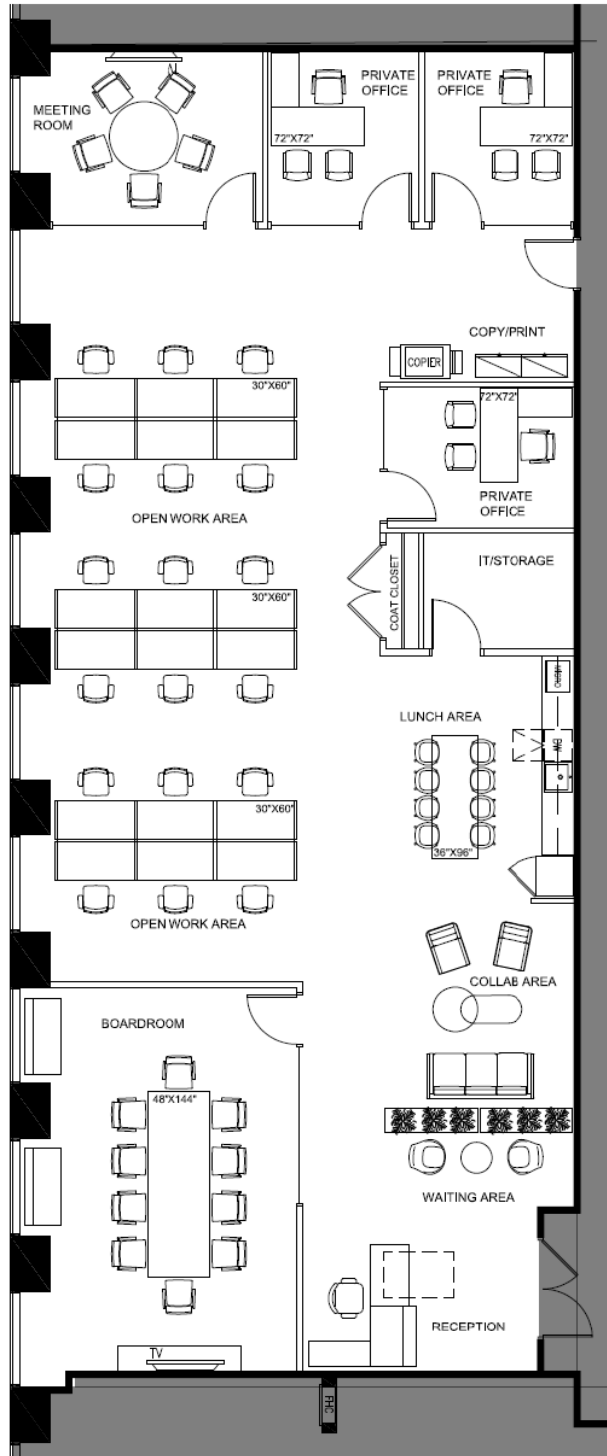 MEETING
ROOM
PRIVATE
OFFICE
72"X72"
PRIVATE
OFFICE
72"X72"
COPY/PRINT
COPIER
30"X60"
72"X72"
PRIVATE
OFFICE
OPEN WORK AREA
IT/STORAGE
COAT CLOSET
30"X60"
MICRO
LUNCH AREA
DW
30"X60"
36"X96"
OPEN WORK AREA
COLLAB AREA
BOARDROOM
48"X144"
WAITING AREA
RECEPTION
TV
FHC